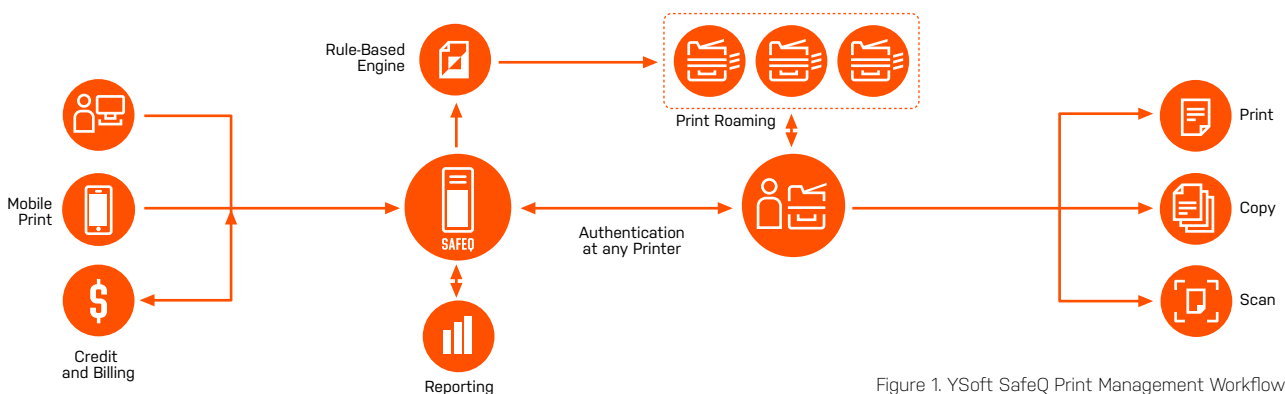 Rule-Based
Engine
Print Roaming
Print
Mobile
Print
SAFEQ
Authentication
at any Printer
Copy
$
Scan
Credit
and Billing
Reporting
Figure 1. YSoft SafeQ Print Management Workflow